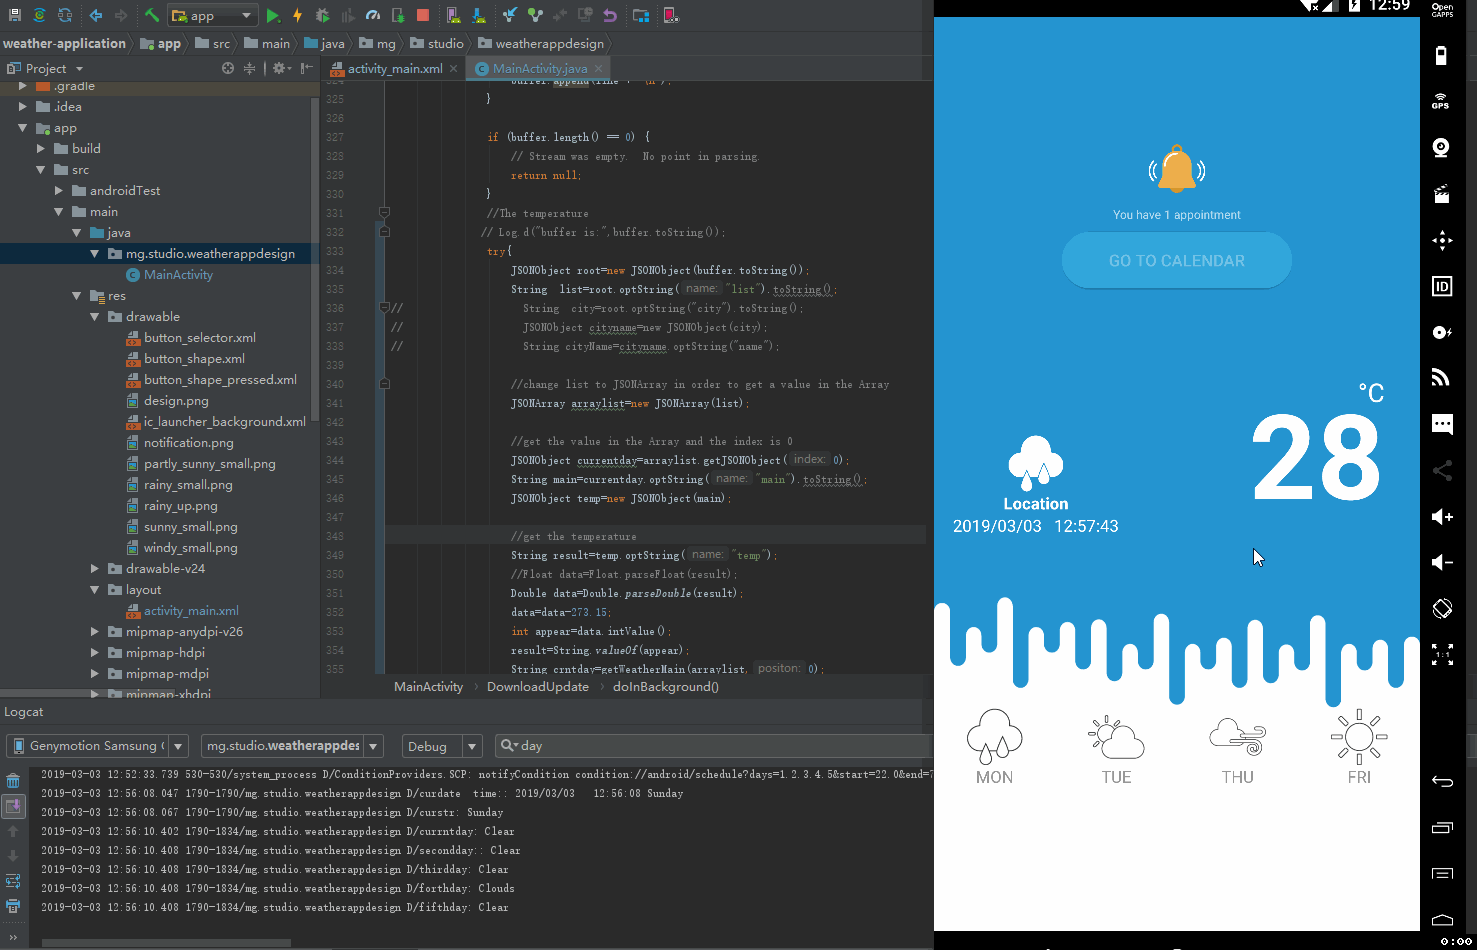 app
12:59
Open
GAPPS
weather-application
app
src
main
java
mg
studio
weatherappdesign
Project
activity_main.xml
MainActivity.java
.gradle
.idea
app
build
src
androidTest
main
java
mg.studio.weatherappdesign
MainActivity
res
drawable
button_selector.xml
button_shape.xml
button_shape_pressed.xml
design.png
ic_launcher_background.xml
notification.png
partly_sunny_small.png
rainy_small.png
rainy_up.png
sunny_small.png
windy_small.png
drawable-v24
layout
activity_main.xml
mipmap-anydpi-v26
mipmap-hdpi
mipmap-mdpi
mipmap-xhdpi
325 }
326
327 if (buffer.length() == 0) {
328 // Stream was empty.  No point in parsing.
329 return null;
330 }
331 //The temperature
332 // Log.d("buffer is:",buffer.toString());
333 try{
334 JSONObject root=new JSONObject(buffer.toString());
335 String  list=root.optString( name: "list").toString();
336 //  String  city=root.optString("city").toString();
337 //  JSONObject cityname=new JSONObject(city);
338 //  String cityName=cityname.optString("name");
339
340 //change list to JSONArray in order to get a value in the Array
341 JSONArray arraylist=new JSONArray(list);
342
343 //get the value in the Array and the index is 0
344 JSONObject currentday=arraylist.getJSONObject( index: 0);
345 String main=currentday.optString( name: "main").toString();
346 JSONObject temp=new JSONObject(main);
347
348 //get the temperature
349 String result=temp.optString( name: "temp");
350 //Float data=Float.parseFloat(result);
351 Double data=Double.parseDouble(result);
352 data=data-273.15;
353 int appear=data.intValue();
354 result=String.valueOf(appear);
355 String crntday=getWeatherMain(arraylist, positon: 0);
MainActivity
DownloadUpdate
doInBackground()
Logcat
Genymotion Samsung
mg.studio.weatherappdes
Debug
day
2019-03-03 12:52:33.739 530-530/system_process D/ConditionProviders.SCP: notifyCondition condition://android/schedule?days=1.2.3.4.5&start=22.0&end=7
2019-03-03 12:56:08.047 1790-1790/mg.studio.weatherappdesign D/curdate  time:: 2019/03/03   12:56:08 Sunday
2019-03-03 12:56:08.067 1790-1790/mg.studio.weatherappdesign D/curstr: Sunday
2019-03-03 12:56:10.402 1790-1834/mg.studio.weatherappdesign D/currntday: Clear
2019-03-03 12:56:10.408 1790-1834/mg.studio.weatherappdesign D/secondday:: Clear
2019-03-03 12:56:10.408 1790-1834/mg.studio.weatherappdesign D/thirdday: Clear
2019-03-03 12:56:10.408 1790-1834/mg.studio.weatherappdesign D/forthday: Clouds
2019-03-03 12:56:10.408 1790-1834/mg.studio.weatherappdesign D/fifthday: Clear
You have 1 appointment
GO TO CALENDAR
°C
28
Location
2019/03/03   12:57:43
MON
TUE
THU
FRI
GPS
ID
1:1
0:00